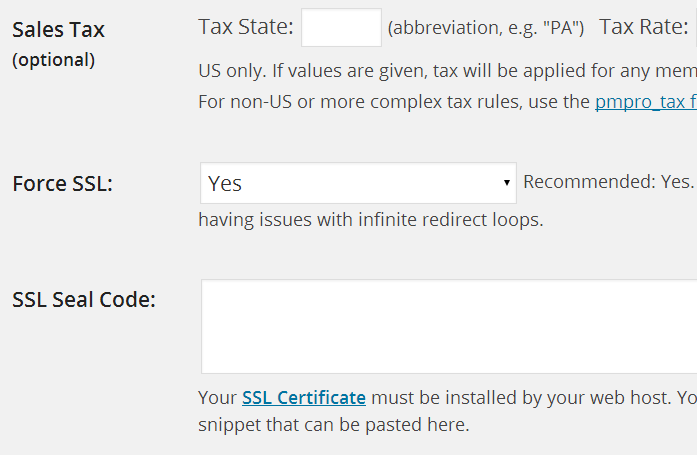 Sales Tax
(optional)
Tax State: (abbreviation, e.g. "PA") Tax Rate:
US only. If values are given, tax will be applied for any mem
For non-US or more complex tax rules, use the pmpro_tax f
Force SSL:
Yes
Recommended: Yes.
having issues with infinite redirect loops.
SSL Seal Code:
Your SSL Certificate must be installed by your web host. Yo
snippet that can be pasted here.